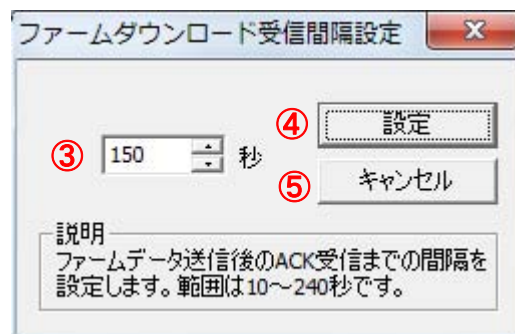 ファームダウンロード受信間隔設定
③ 150 秒
④ 設定
⑤ キャンセル
説明
ファームデータ送信後のACK受信までの間隔を
設定します。範囲は10～240秒です。